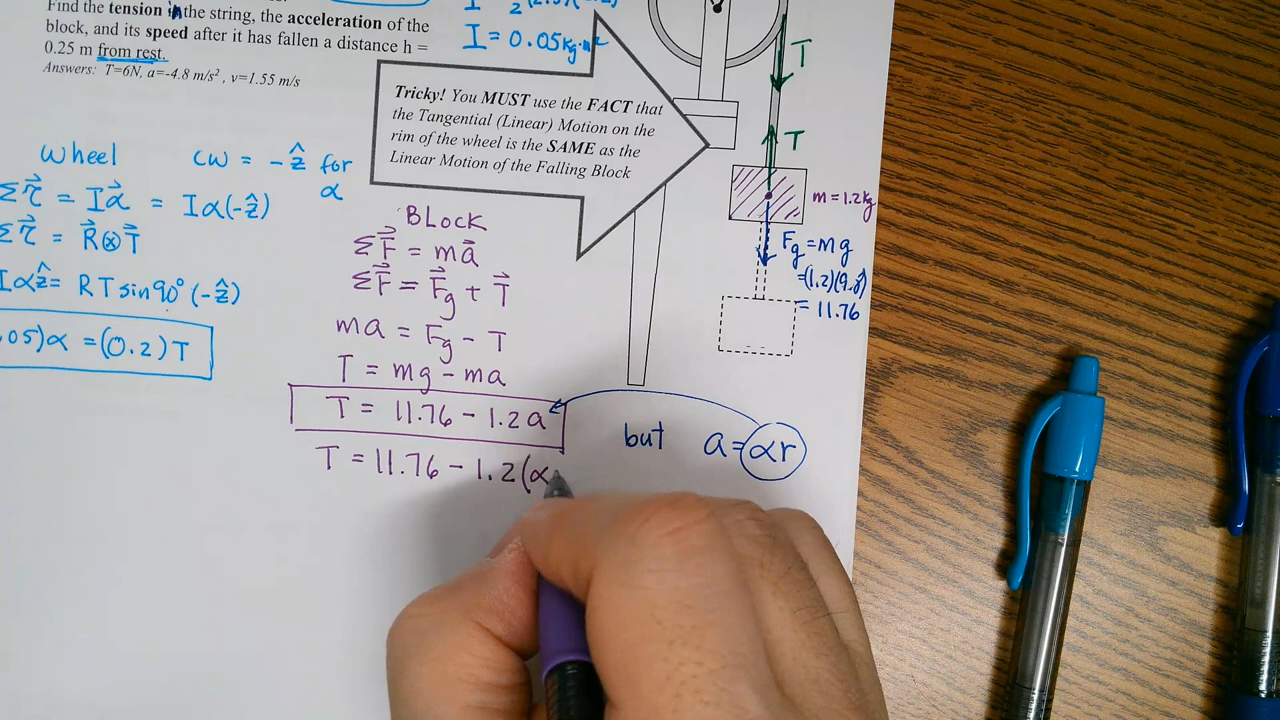 Find the tension in the string, the acceleration of the
block, and its speed after it has fallen a distance h =
0.25 m from rest.
Answers: T=6N, a=-4.8 m/s², v=1.55 m/s
I = 0.05 kg·m²
Tricky! You MUST use the FACT that
the Tangential (Linear) Motion on the
rim of the wheel is the SAME as the
Linear Motion of the Falling Block
T
T
m = 1.2kg
Fg = mg
=(1.2)(9.8)
= 11.76
Wheel
CW = -ẑ for
α
Στ⃗ = Iα⃗ = Iα(-ẑ)
Στ⃗ = R⃗⊗T⃗
Iαẑ = RT sin90° (-ẑ)
.05)α = (0.2)T
BLOCK
ΣF⃗ = ma⃗
ΣF⃗ = F⃗g + T⃗
ma = Fg - T
T = mg - ma
T = 11.76 - 1.2a
but a = αr
T = 11.76 - 1.2(α